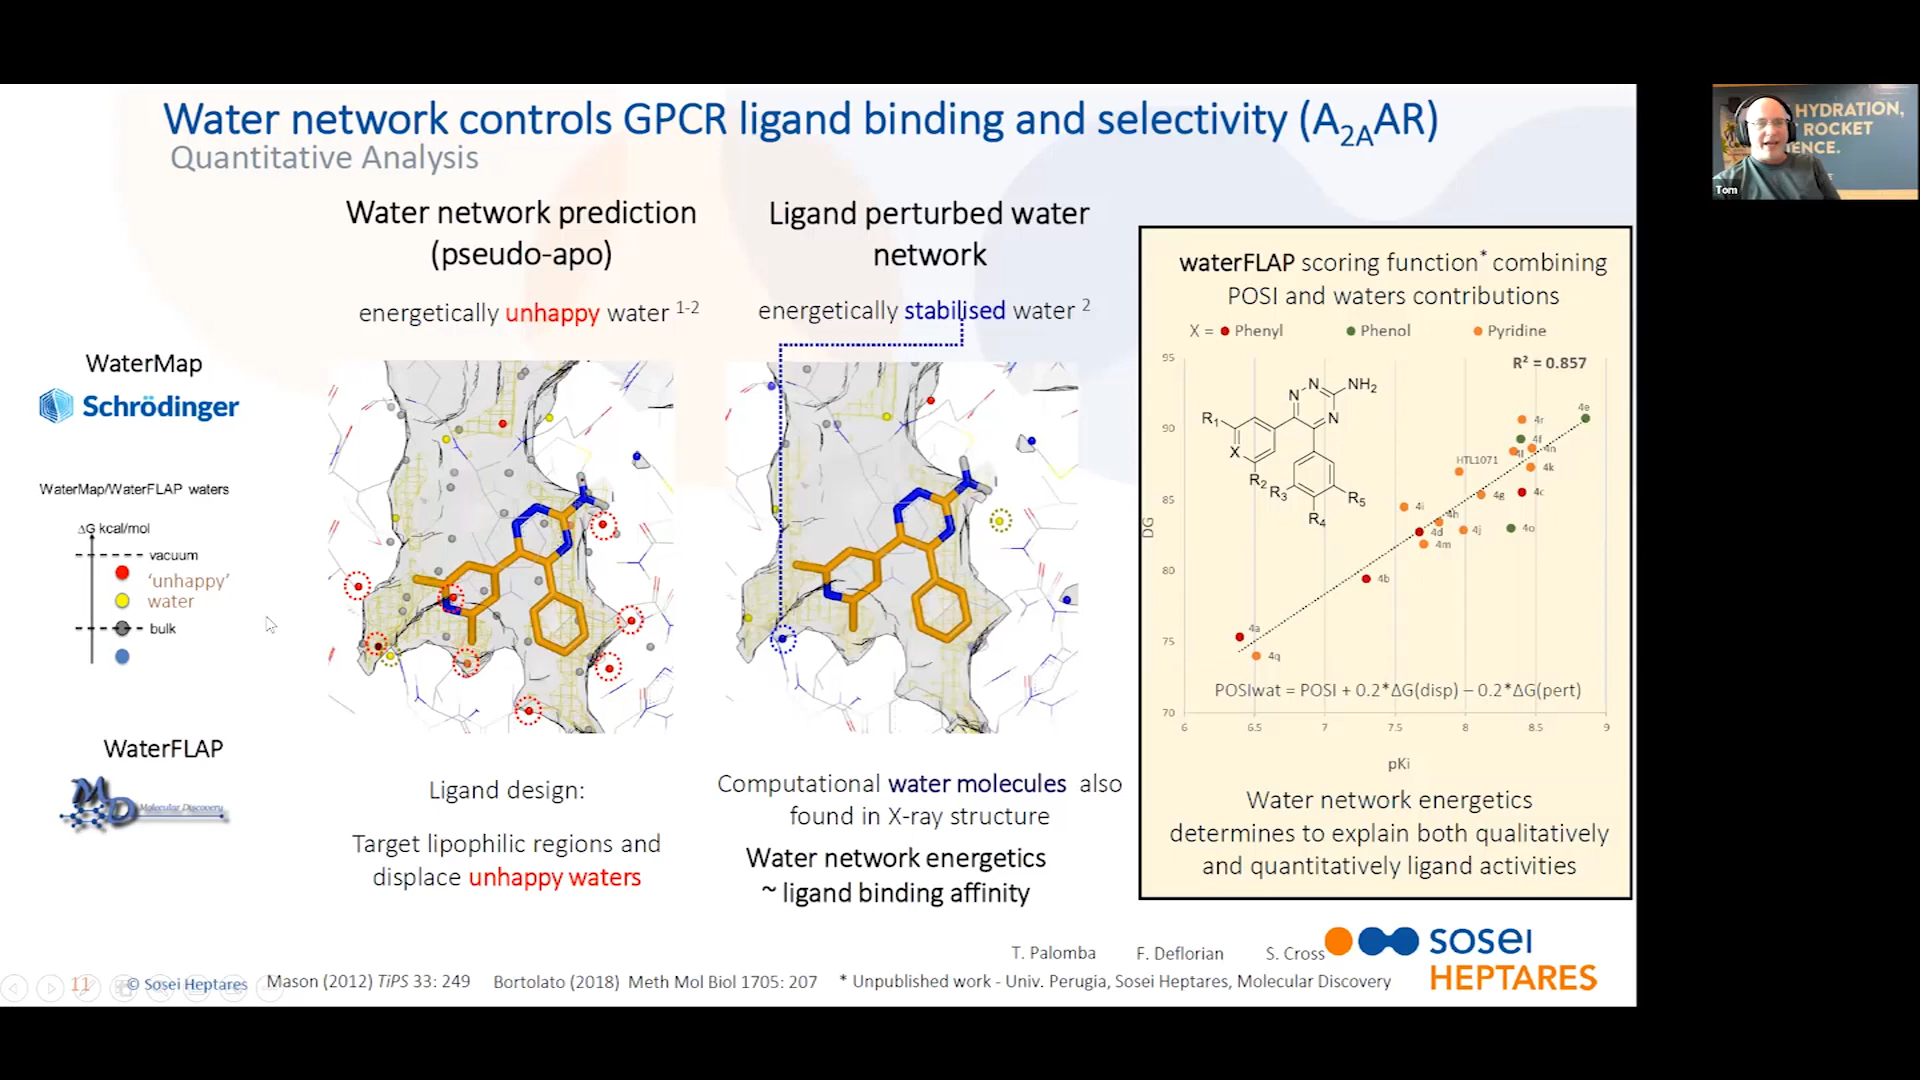 Water network controls GPCR ligand binding and selectivity (A2AAR)
Quantitative Analysis
Water network prediction
(pseudo-apo)
energetically unhappy water 1-2
Ligand perturbed water
network
energetically stabilised water 2
WaterMap
Schrödinger
WaterMap/WaterFLAP waters
ΔG kcal/mol
vacuum
'unhappy'
water
bulk
WaterFLAP
MD Molecular Discovery
Ligand design:
Target lipophilic regions and
displace unhappy waters
Computational water molecules also
found in X-ray structure
Water network energetics
~ ligand binding affinity
waterFLAP scoring function* combining
POSI and waters contributions
X = Phenyl Phenol Pyridine
R² = 0.857
95
90
85
80
75
70
DG
N N NH2
N
R1
X
R2
R3
R4
R5
4e
4r
4f
4l
4n
HTL1071
4k
4g
4c
4i
4h
4d
4j
4o
4m
4b
4a
4q
POSIwat = POSI + 0.2*ΔG(disp) – 0.2*ΔG(pert)
6 6.5 7 7.5 8 8.5 9
pKi
Water network energetics
determines to explain both qualitatively
and quantitatively ligand activities
T. Palomba F. Deflorian S. Cross
11 © Sosei Heptares Mason (2012) TiPS 33: 249 Bortolato (2018) Meth Mol Biol 1705: 207 * Unpublished work - Univ. Perugia, Sosei Heptares, Molecular Discovery
sosei
HEPTARES
HYDRATION,
ROCKET
ENCE.
Tom